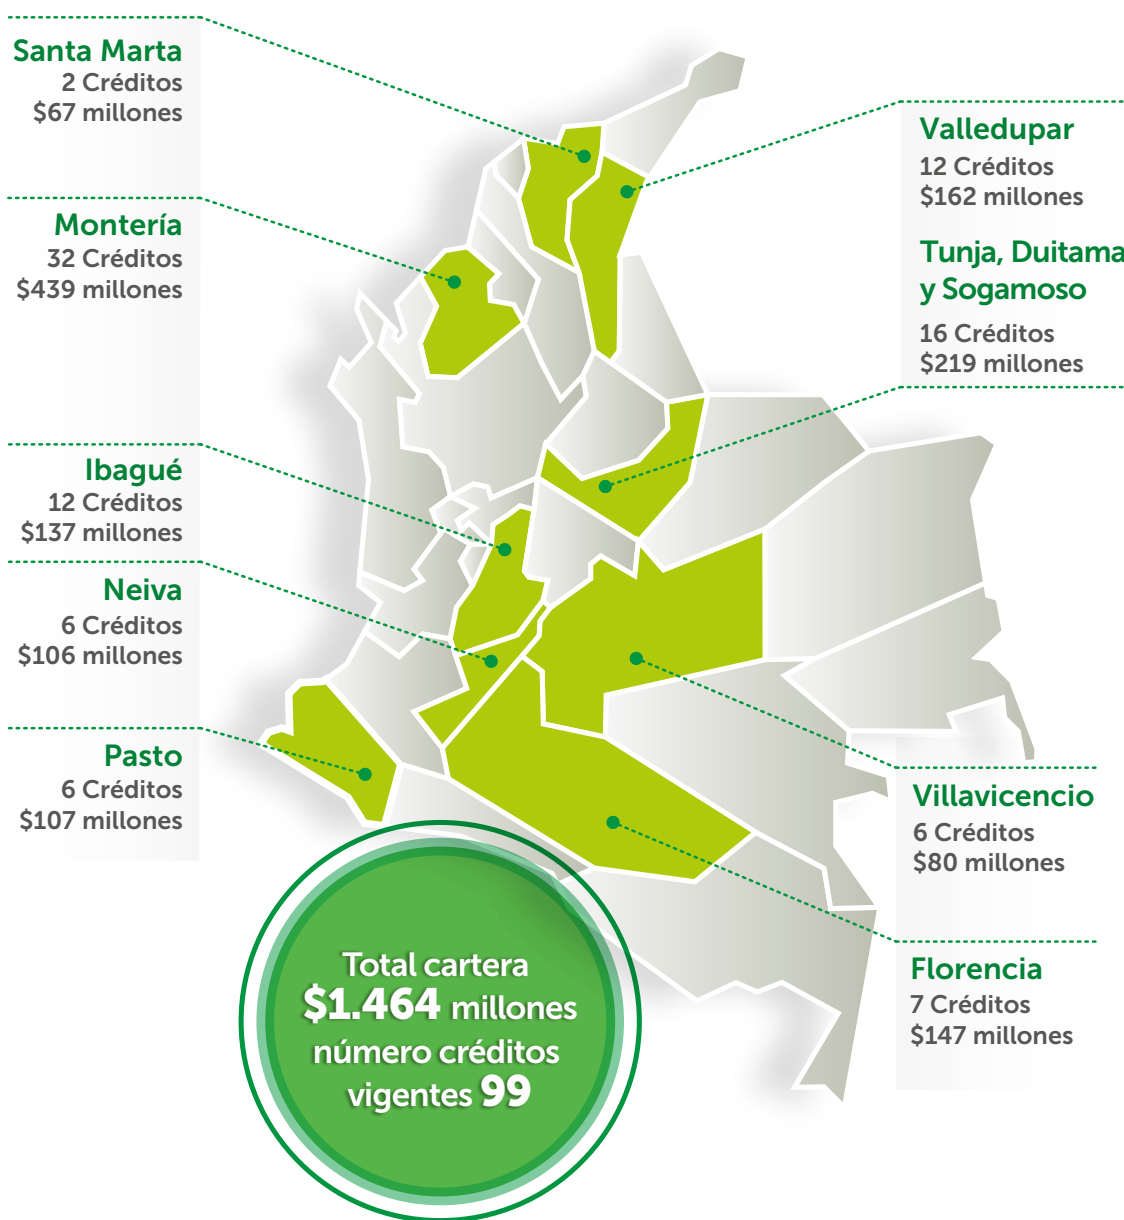 Santa Marta
2 Créditos
$67 millones
Montería
32 Créditos
$439 millones
Ibagué
12 Créditos
$137 millones
Neiva
6 Créditos
$106 millones
Pasto
6 Créditos
$107 millones
Valledupar
12 Créditos
$162 millones
Tunja, Duitama
y Sogamoso
16 Créditos
$219 millones
Villavicencio
6 Créditos
$80 millones
Florencia
7 Créditos
$147 millones
Total cartera
$1.464 millones
número créditos
vigentes 99